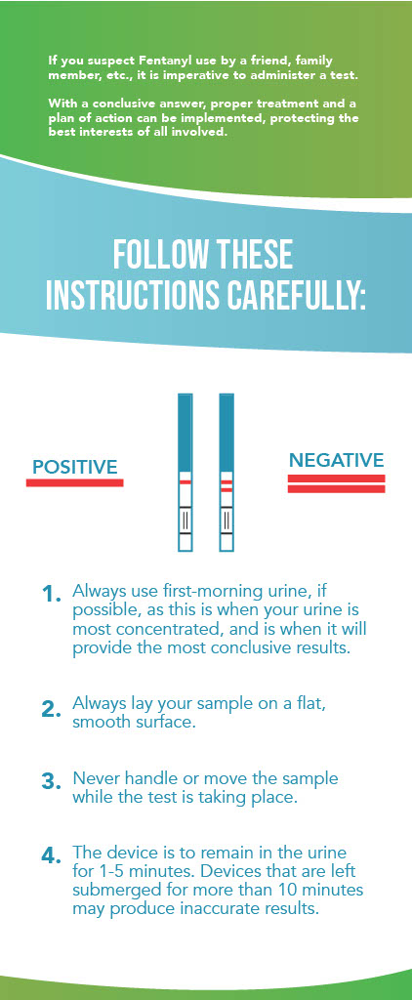 If you suspect Fentanyl use by a friend, family
member, etc., it is imperative to administer a test.
With a conclusive answer, proper treatment and a
plan of action can be implemented, protecting the
best interests of all involved.
FOLLOW THESE
INSTRUCTIONS CAREFULLY:
POSITIVE
NEGATIVE
1. Always use first-morning urine, if
possible, as this is when your urine is
most concentrated, and is when it will
provide the most conclusive results.
2. Always lay your sample on a flat,
smooth surface.
3. Never handle or move the sample
while the test is taking place.
4. The device is to remain in the urine
for 1-5 minutes. Devices that are left
submerged for more than 10 minutes
may produce inaccurate results.